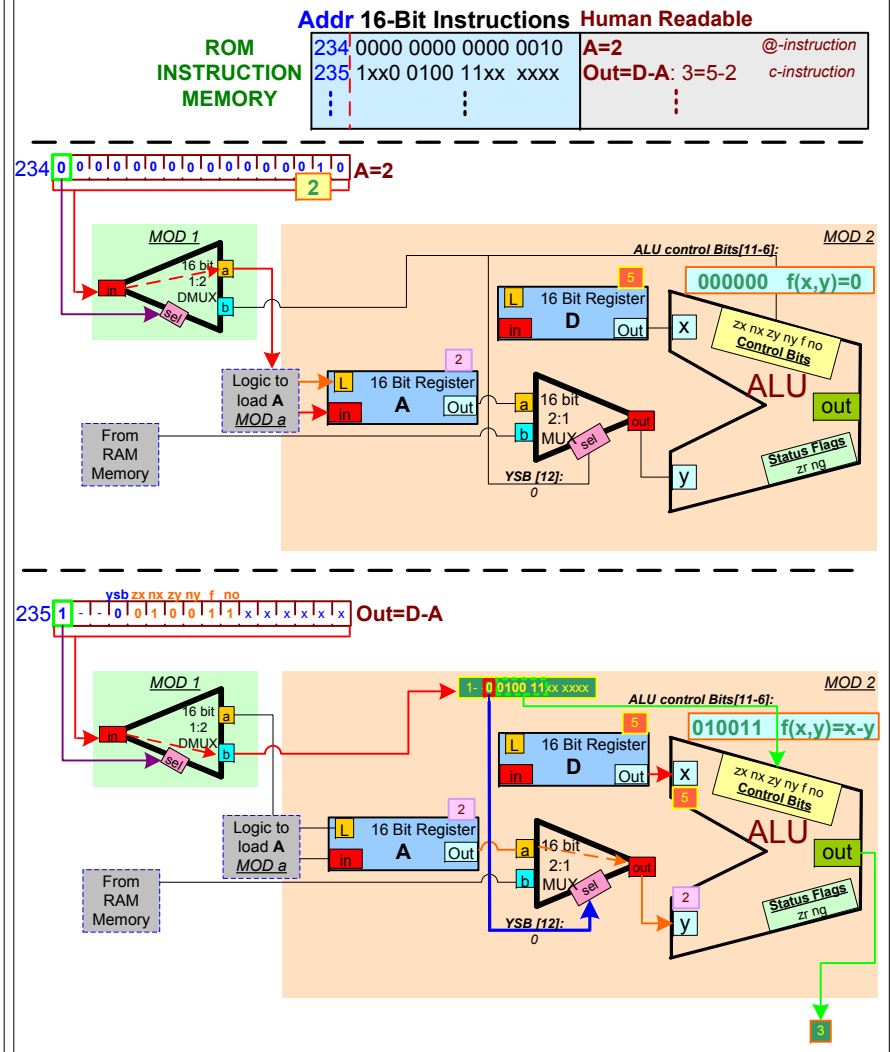 Addr 16-Bit Instructions Human Readable
ROM
INSTRUCTION
MEMORY
234 0000 0000 0000 0010 A=2 @-instruction
235 1xx0 0100 11xx xxxx Out=D-A: 3=5-2 c-instruction
234 0 0 0 0 0 0 0 0 0 0 0 0 0 0 1 0 A=2
2
MOD 1
16 bit
1:2
DMUX
in
a
b
sel
ALU control Bits[11-6]:
MOD 2
5
000000 f(x,y)=0
L
16 Bit Register
D
in
Out
x
zx nx zy ny f no
Control Bits
ALU
out
Logic to
load A
MOD a
2
L
16 Bit Register
A
in
Out
a
b
16 bit
2:1
MUX
sel
out
From
RAM
Memory
YSB [12]:
0
y
Status Flags
zr ng
ysb zx nx zy ny f no
235 1 - - 0 0 1 0 0 1 1 x x x x x x Out=D-A
MOD 1
16 bit
1:2
DMUX
in
a
b
sel
1- -0 0100 11xx xxxx
ALU control Bits[11-6]:
MOD 2
5
010011 f(x,y)=x-y
L
16 Bit Register
D
in
Out
x
5
zx nx zy ny f no
Control Bits
ALU
out
Logic to
load A
MOD a
2
L
16 Bit Register
A
in
Out
a
b
16 bit
2:1
MUX
sel
out
From
RAM
Memory
YSB [12]:
0
2
y
Status Flags
zr ng
3